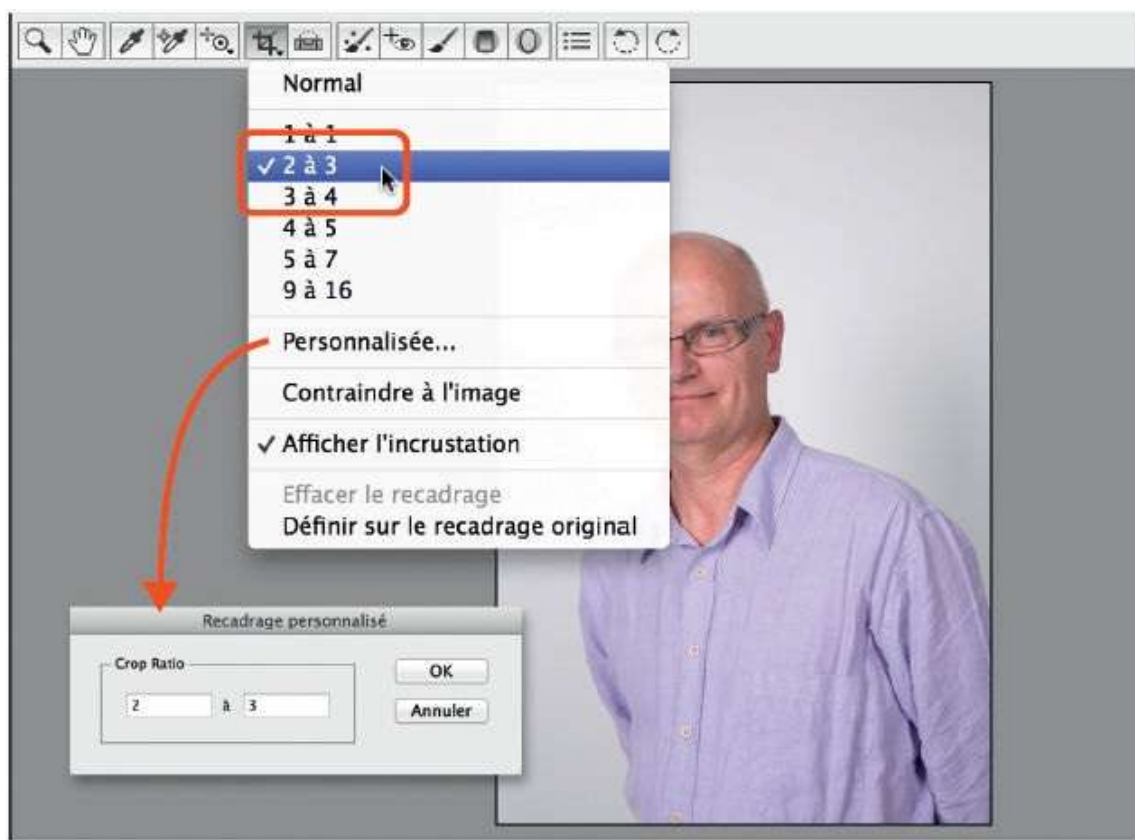 Normal
1 à 1
✓ 2 à 3
3 à 4
4 à 5
5 à 7
9 à 16
Personnalisée...
Contraindre à l'image
✓ Afficher l'incrustation
Effacer le recadrage
Définir sur le recadrage original
Recadrage personnalisé
Crop Ratio
2 à 3
OK
Annuler